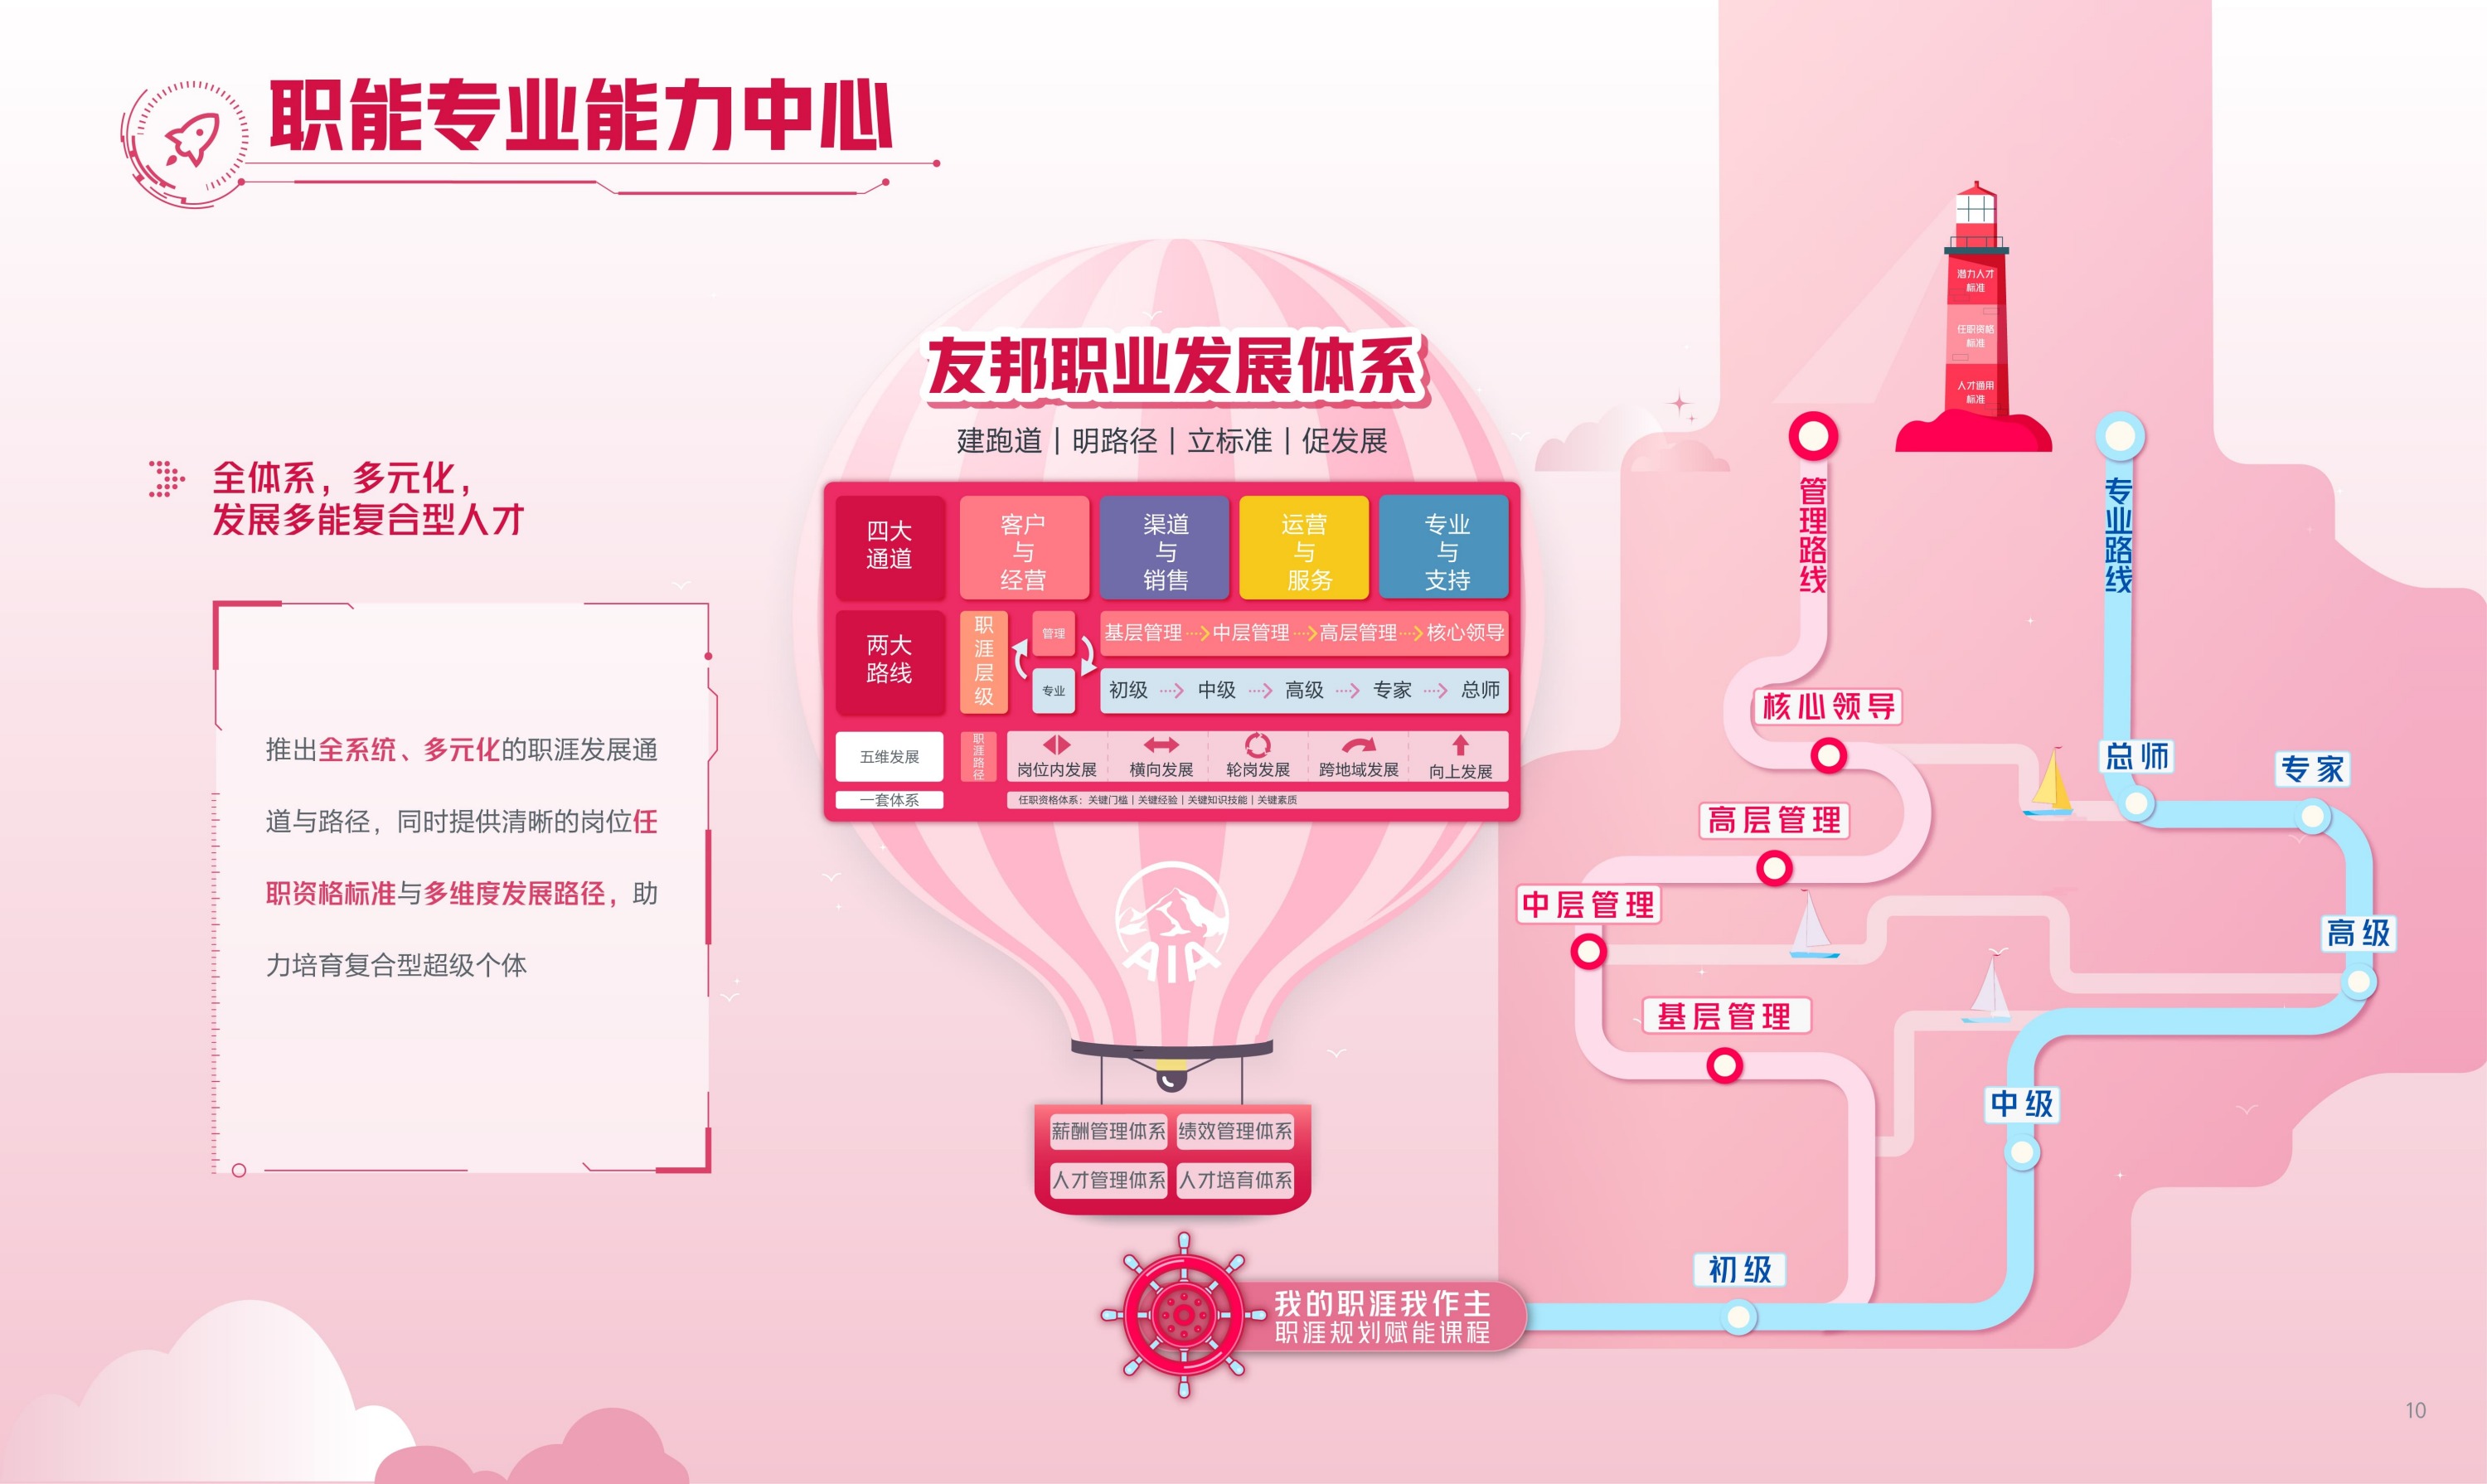 职能专业能力中心
全体系，多元化，
发展多能复合型人才
推出全系统、多元化的职涯发展通
道与路径，同时提供清晰的岗位任
职资格标准与多维度发展路径，助
力培育复合型超级个体
友邦职业发展体系
建跑道｜明路径｜立标准｜促发展
四大
通道
客户
与
经营
渠道
与
销售
运营
与
服务
专业
与
支持
两大
路线
职
涯
层
级
管理
专业
基层管理 中层管理 高层管理 核心领导
初级 中级 高级 专家 总师
五维发展
职
涯
路
径
岗位内发展 横向发展 轮岗发展 跨地域发展 向上发展
一套体系
任职资格体系：关键门槛｜关键经验｜关键知识技能｜关键素质
AIA
薪酬管理体系 绩效管理体系
人才管理体系 人才培育体系
我的职涯我作主
职涯规划赋能课程
潜力人才
标准
任职资格
标准
人才通用
标准
管理路线
专业路线
核心领导
总师
专家
高层管理
中层管理
高级
基层管理
中级
初级
10